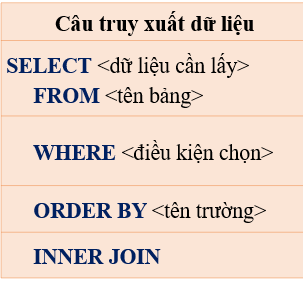 Câu truy xuất dữ liệu
SELECT <dữ liệu cần lấy>
FROM <tên bảng>
WHERE <điều kiện chọn>
ORDER BY <tên trường>
INNER JOIN